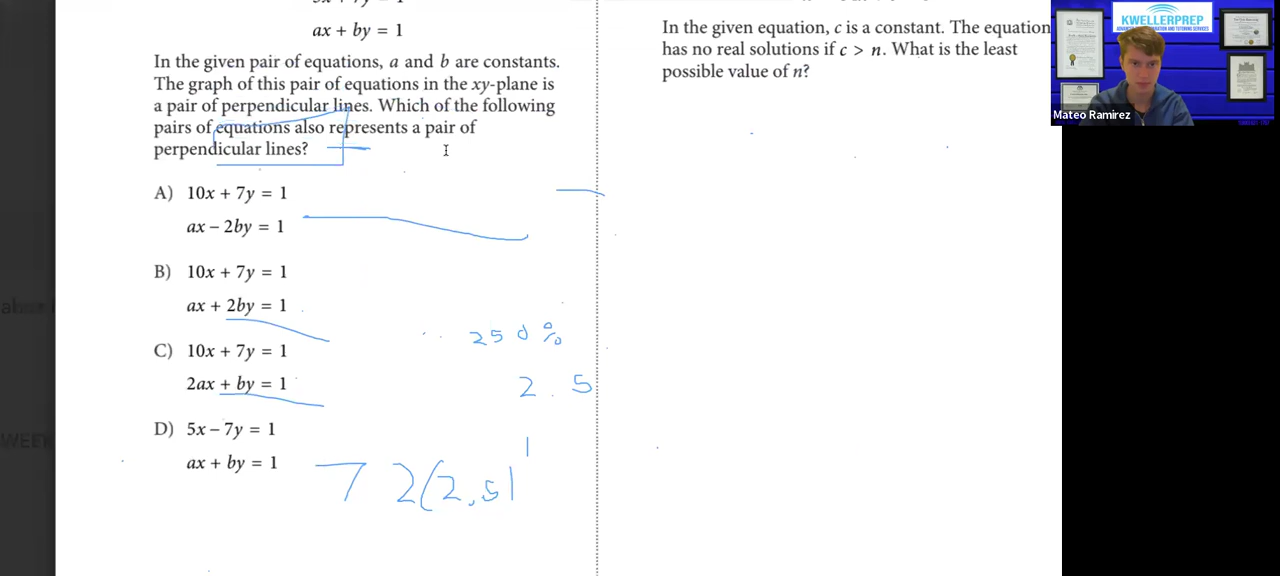 ax + by = 1
In the given pair of equations, a and b are constants.
The graph of this pair of equations in the xy-plane is
a pair of perpendicular lines. Which of the following
pairs of equations also represents a pair of
perpendicular lines?
A) 10x + 7y = 1
ax − 2by = 1
B) 10x + 7y = 1
ax + 2by = 1
C) 10x + 7y = 1
2ax + by = 1
D) 5x − 7y = 1
ax + by = 1
250%
2.5
1
7 2(2.5)
In the given equation, c is a constant. The equation
has no real solutions if c > n. What is the least
possible value of n?
KWELLERPREP
Mateo Ramirez